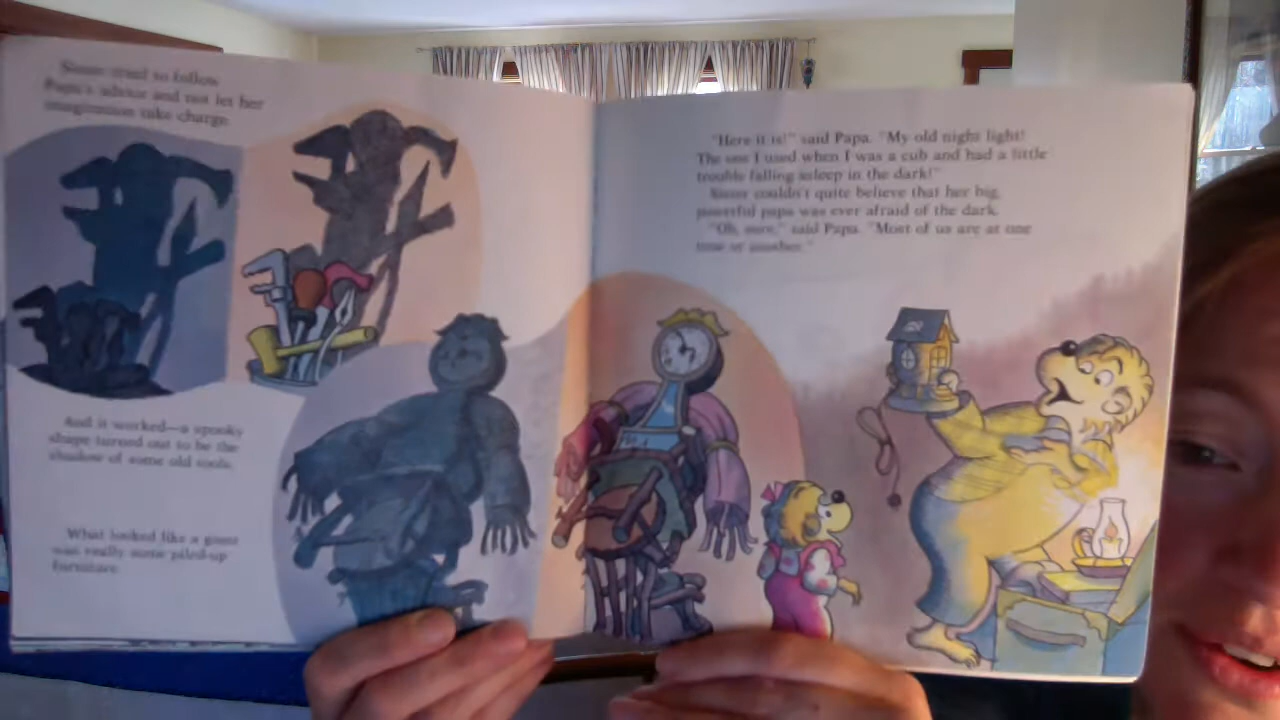 Sister tried to follow
Papa's advice and not let her
imagination take charge.
And it worked—a spooky
shape turned out to be the
shadow of some old tools.
What looked like a giant
was really some piled-up
furniture.
"Here it is!" said Papa. "My old night light!
The one I used when I was a cub and had a little
trouble falling asleep in the dark!"
Sister couldn't quite believe that her big,
powerful papa was ever afraid of the dark.
"Oh, sure," said Papa. "Most of us are at one
time or another."